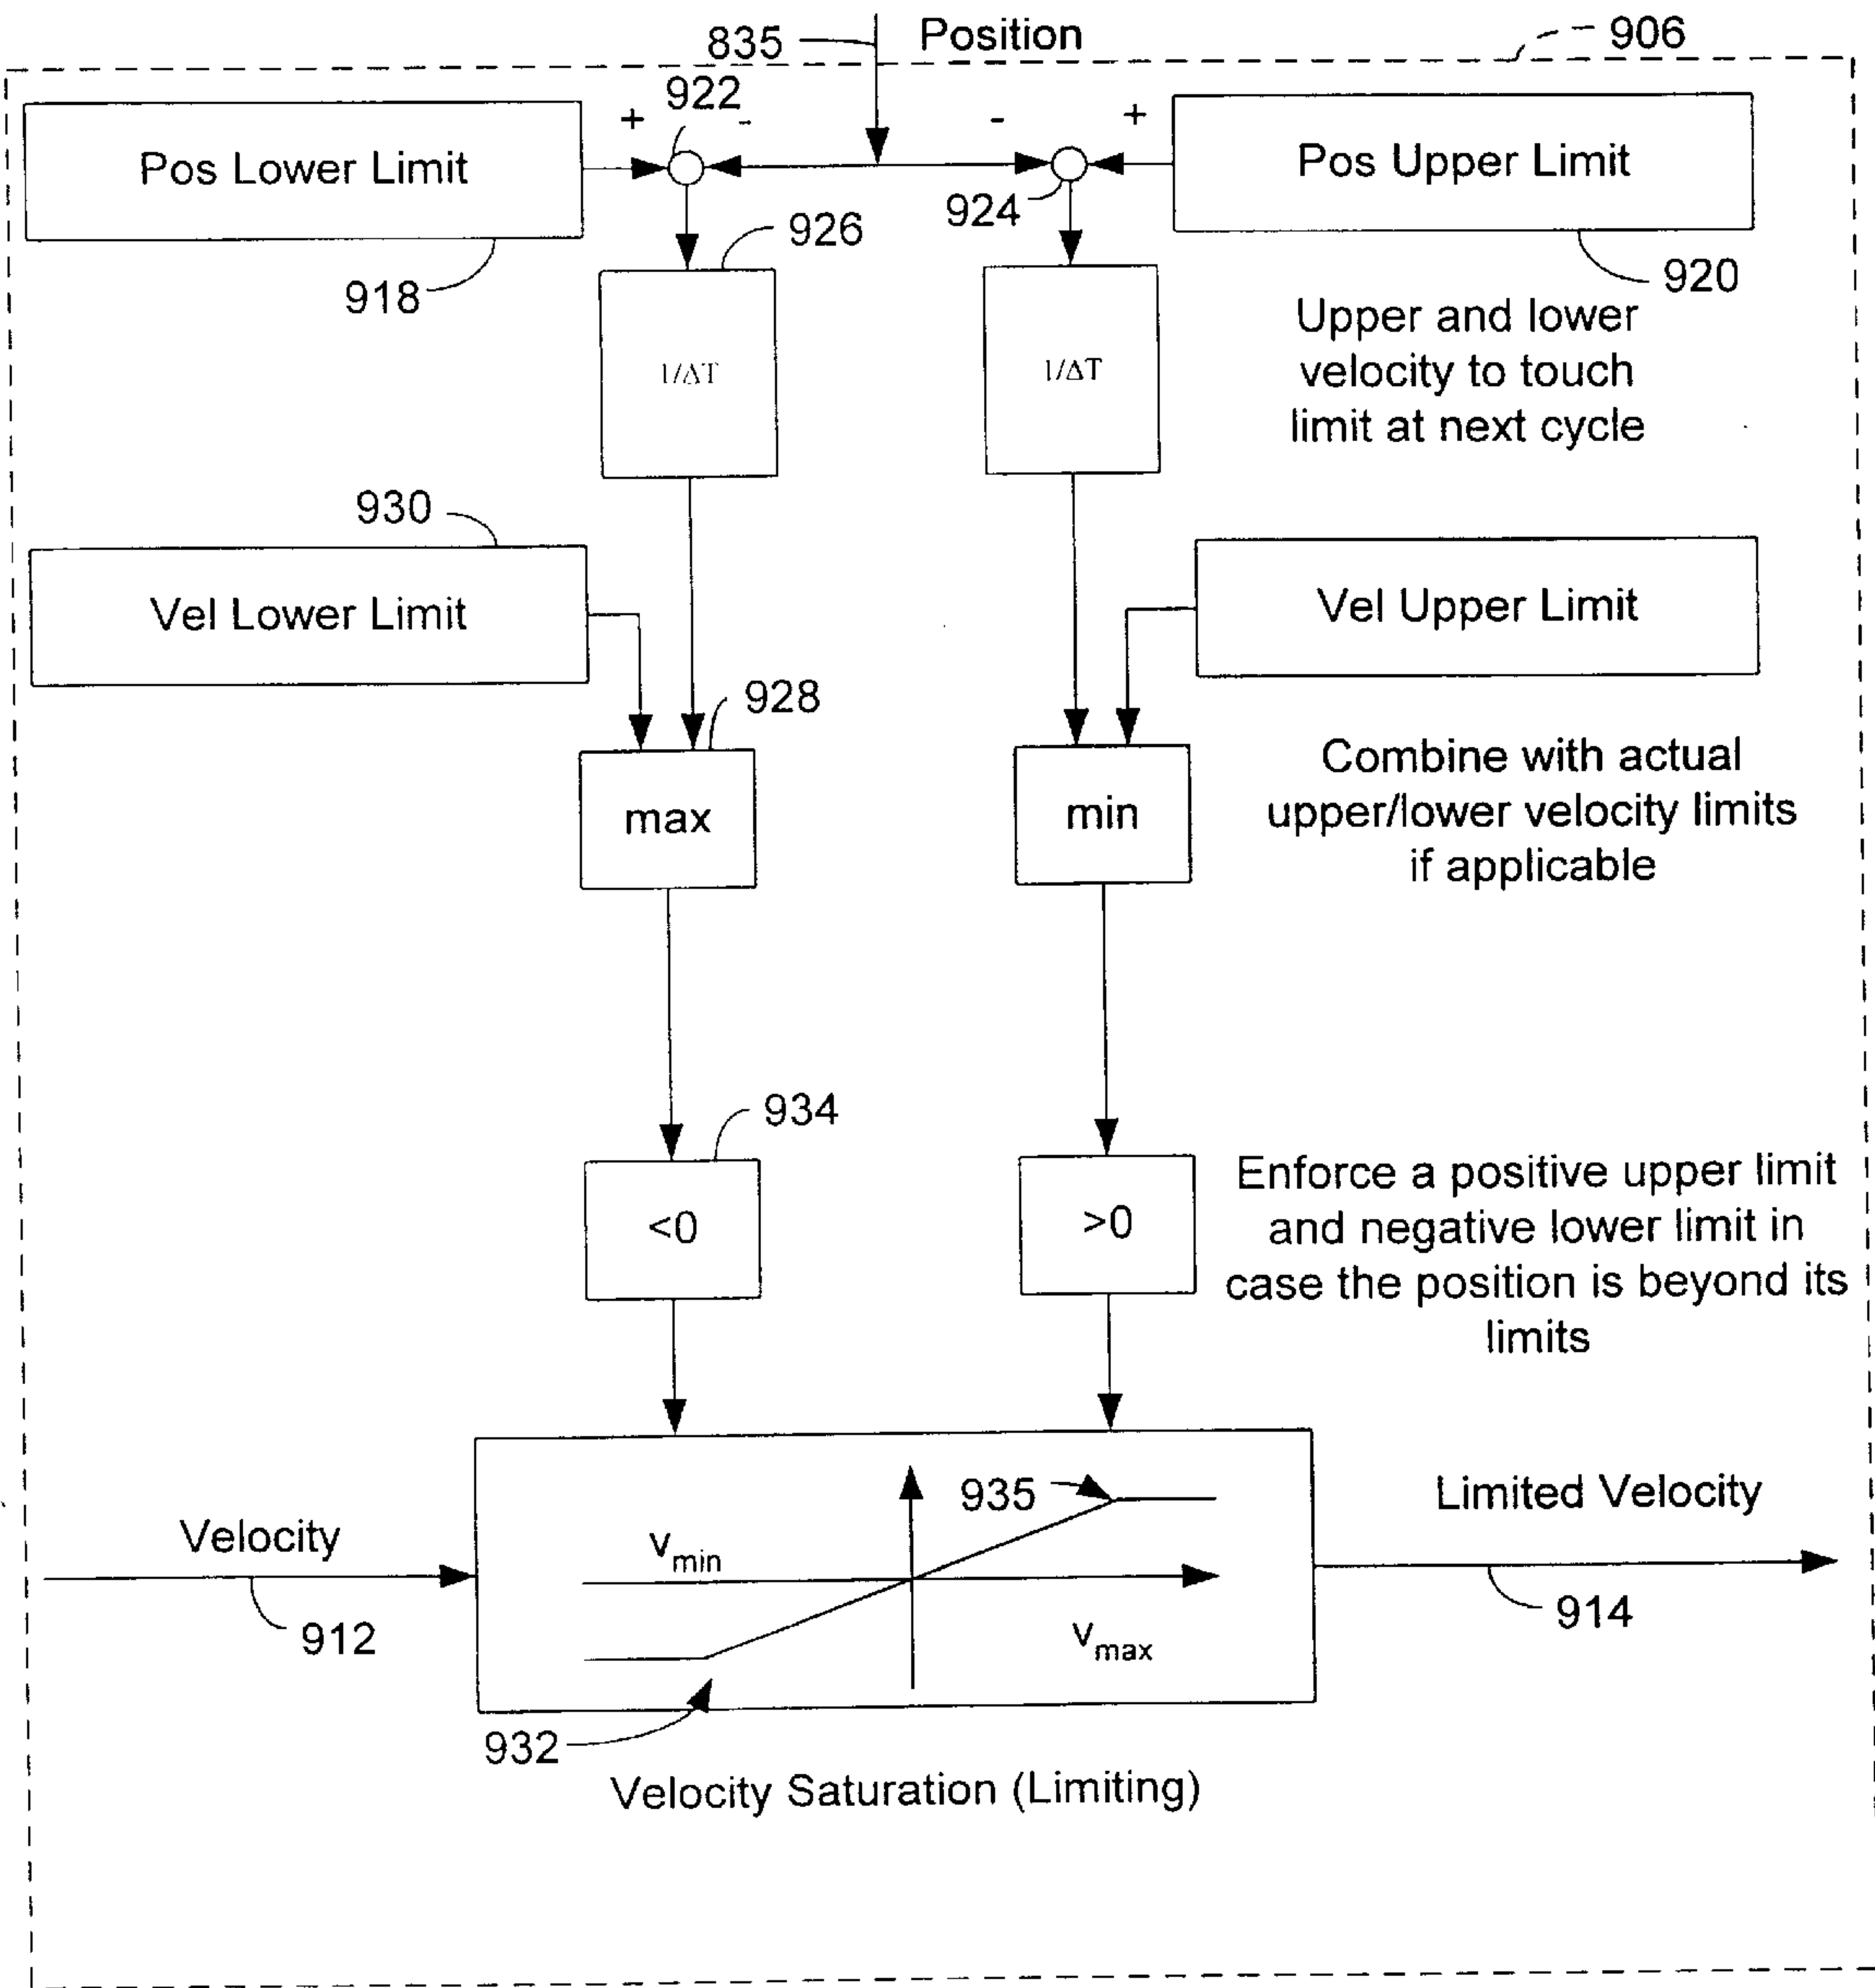 835
Position
906
922
+
-
-
+
Pos Lower Limit
Pos Upper Limit
924
926
918
920
1/ΔT
1/ΔT
Upper and lower
velocity to touch
limit at next cycle
930
Vel Lower Limit
Vel Upper Limit
928
max
min
Combine with actual
upper/lower velocity limits
if applicable
934
<0
>0
Enforce a positive upper limit
and negative lower limit in
case the position is beyond its
limits
935
Limited Velocity
Velocity
vmin
912
vmax
914
932
Velocity Saturation (Limiting)